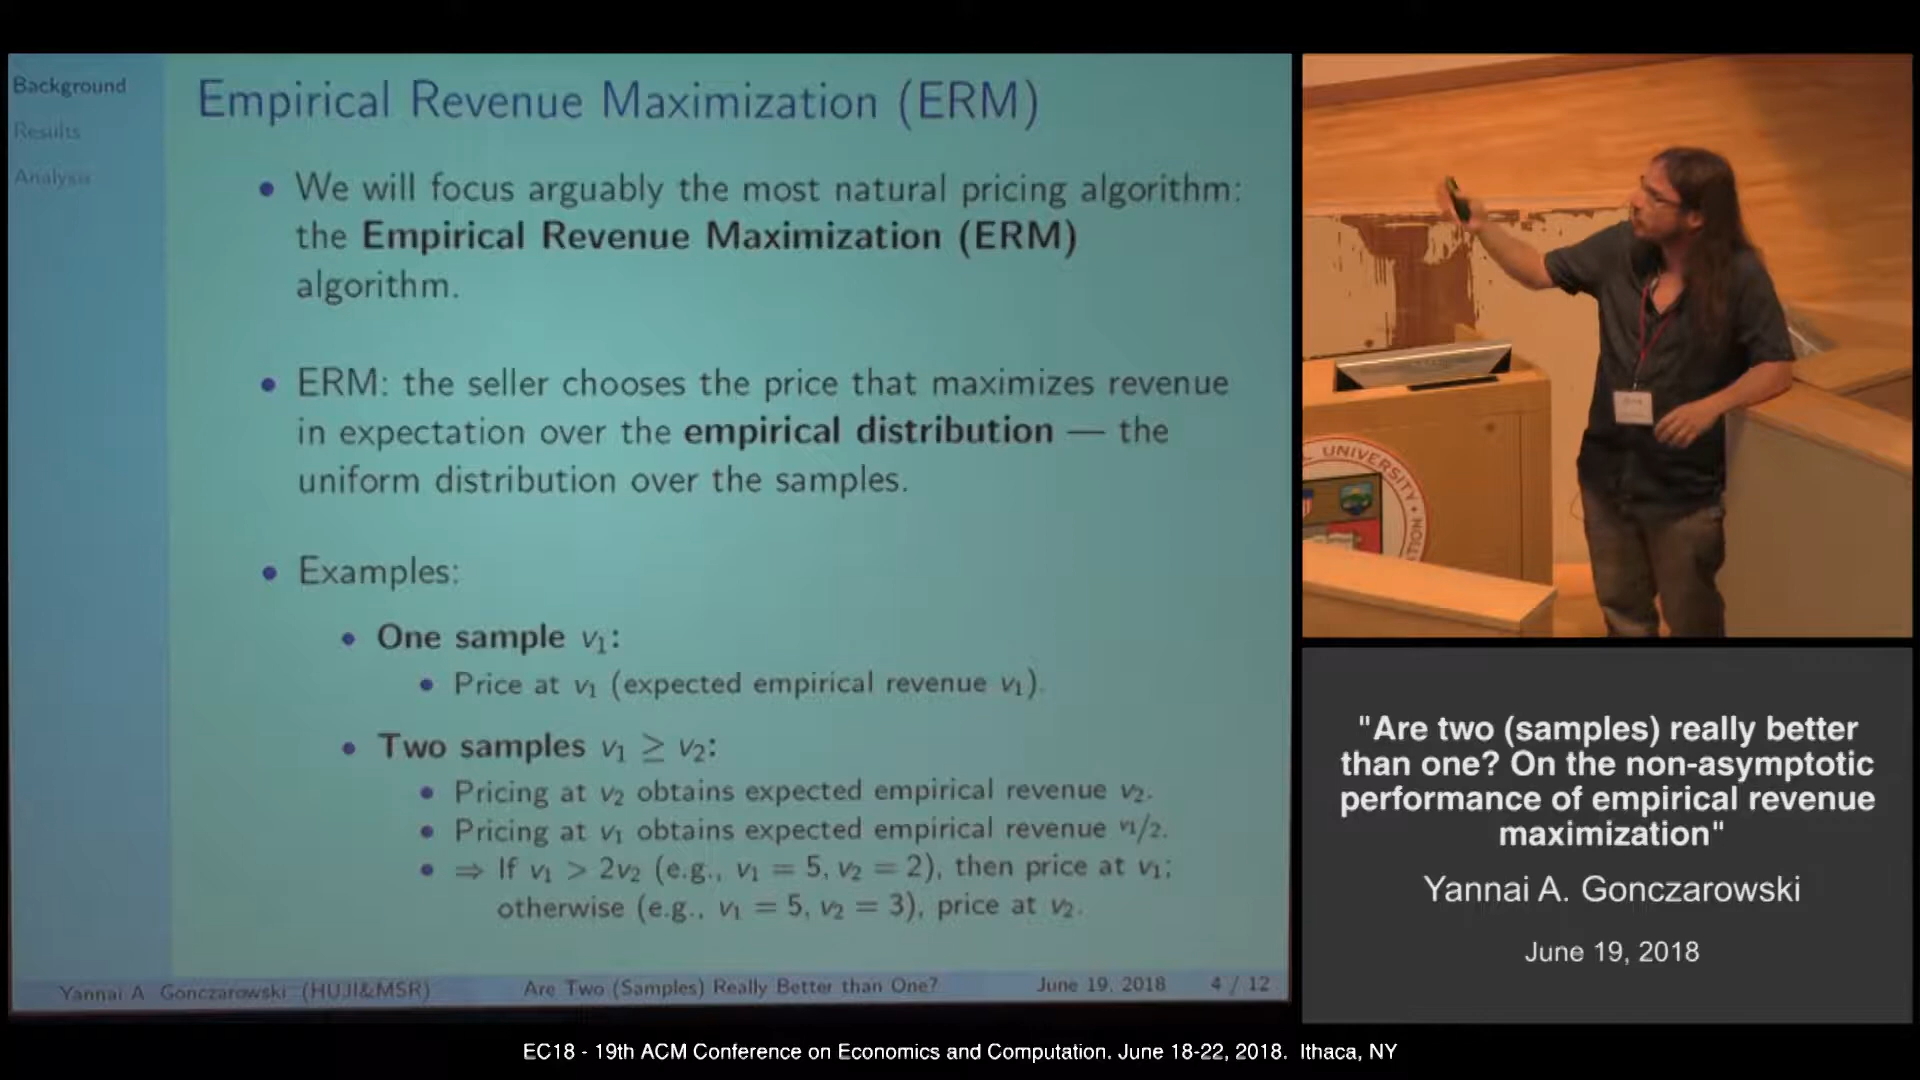 Background
Results
Analysis
Empirical Revenue Maximization (ERM)
• We will focus arguably the most natural pricing algorithm:
the Empirical Revenue Maximization (ERM)
algorithm.
• ERM: the seller chooses the price that maximizes revenue
in expectation over the empirical distribution — the
uniform distribution over the samples.
• Examples:
• One sample v₁:
• Price at v₁ (expected empirical revenue v₁).
• Two samples v₁ ≥ v₂:
• Pricing at v₂ obtains expected empirical revenue v₂.
• Pricing at v₁ obtains expected empirical revenue v₁/2.
• ⇒ If v₁ > 2v₂ (e.g., v₁ = 5, v₂ = 2), then price at v₁;
otherwise (e.g., v₁ = 5, v₂ = 3), price at v₂.
Yannai A. Gonczarowski (HUJI&MSR) Are Two (Samples) Really Better than One? June 19, 2018 4 / 12
UNIVERSITY
"Are two (samples) really better
than one? On the non-asymptotic
performance of empirical revenue
maximization"
Yannai A. Gonczarowski
June 19, 2018
EC18 - 19th ACM Conference on Economics and Computation. June 18-22, 2018. Ithaca, NY